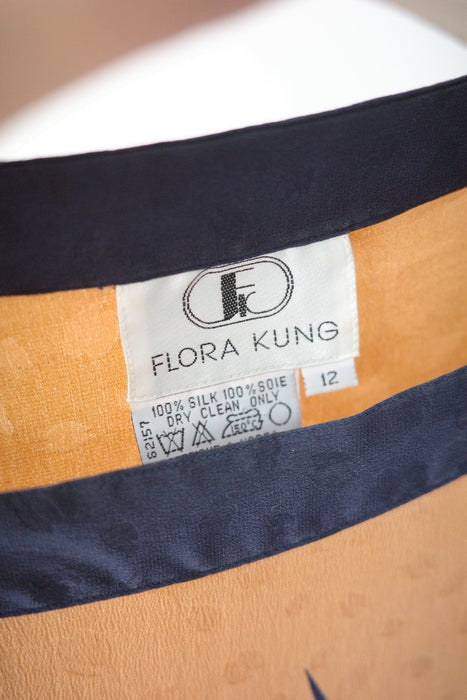 FLORA KUNG
12
100% SILK 100% SOIE
DRY CLEAN ONLY
62157